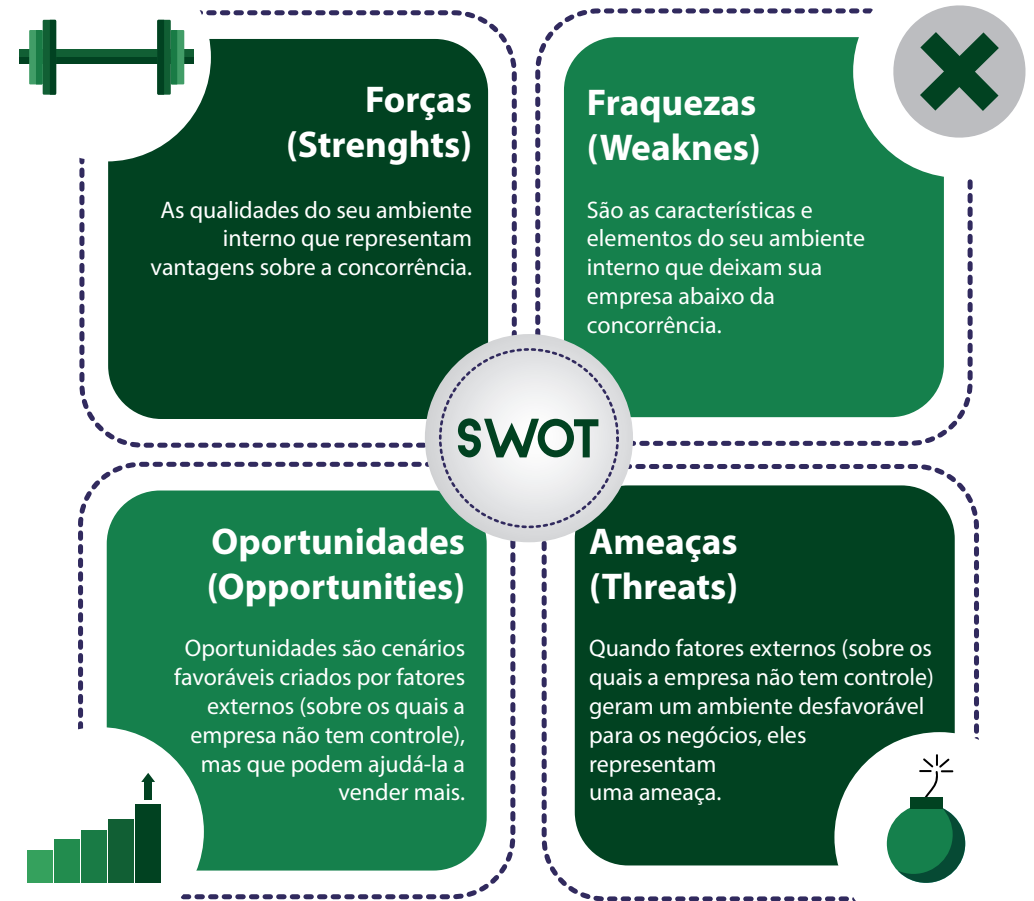 Forças
(Strenghts)
As qualidades do seu ambiente
interno que representam
vantagens sobre a concorrência.
Fraquezas
(Weaknes)
São as características e
elementos do seu ambiente
interno que deixam sua
empresa abaixo da
concorrência.
SWOT
Oportunidades
(Opportunities)
Oportunidades são cenários
favoráveis criados por fatores
externos (sobre os quais a
empresa não tem controle),
mas que podem ajudá-la a
vender mais.
Ameaças
(Threats)
Quando fatores externos (sobre os
quais a empresa não tem controle)
geram um ambiente desfavorável
para os negócios, eles
representam
uma ameaça.